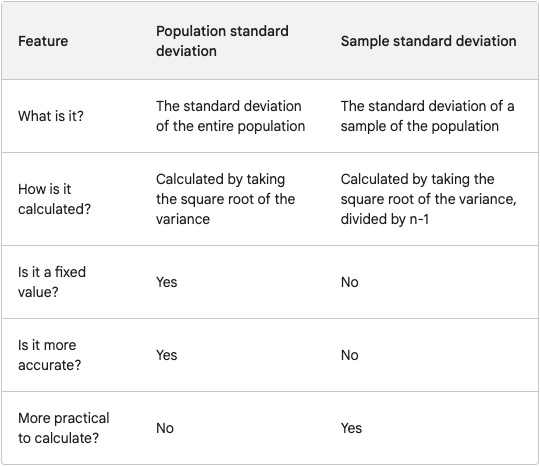 Feature
Population standard
deviation
Sample standard deviation
What is it?
The standard deviation
of the entire population
The standard deviation of a
sample of the population
How is it
calculated?
Calculated by taking
the square root of the
variance
Calculated by taking the
square root of the variance,
divided by n-1
Is it a fixed
value?
Yes
No
Is it more
accurate?
Yes
No
More practical
to calculate?
No
Yes